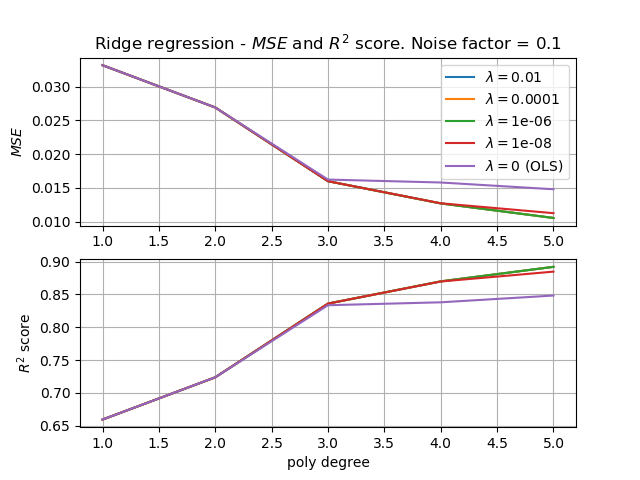 Ridge regression - MSE and R² score. Noise factor = 0.1
MSE
0.030
0.025
0.020
0.015
0.010
λ = 0.01
λ = 0.0001
λ = 1e-06
λ = 1e-08
λ = 0 (OLS)
1.0 1.5 2.0 2.5 3.0 3.5 4.0 4.5 5.0
R² score
0.90
0.85
0.80
0.75
0.70
0.65
1.0 1.5 2.0 2.5 3.0 3.5 4.0 4.5 5.0
poly degree